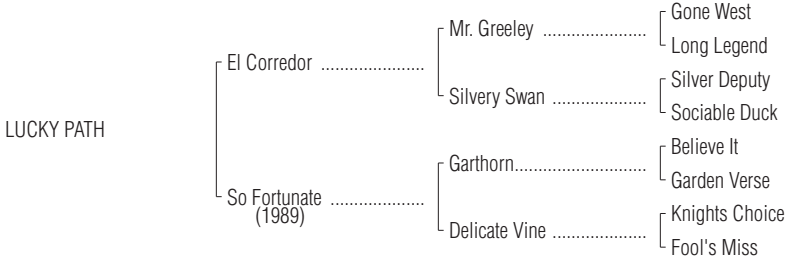 Gone West
Mr. Greeley ......................
Long Legend
El Corredor ......................
Silver Deputy
Silvery Swan ....................
Sociable Duck
LUCKY PATH
Believe It
Garthorn............................
Garden Verse
So Fortunate ....................
(1989)
Knights Choice
Delicate Vine ....................
Fool's Miss